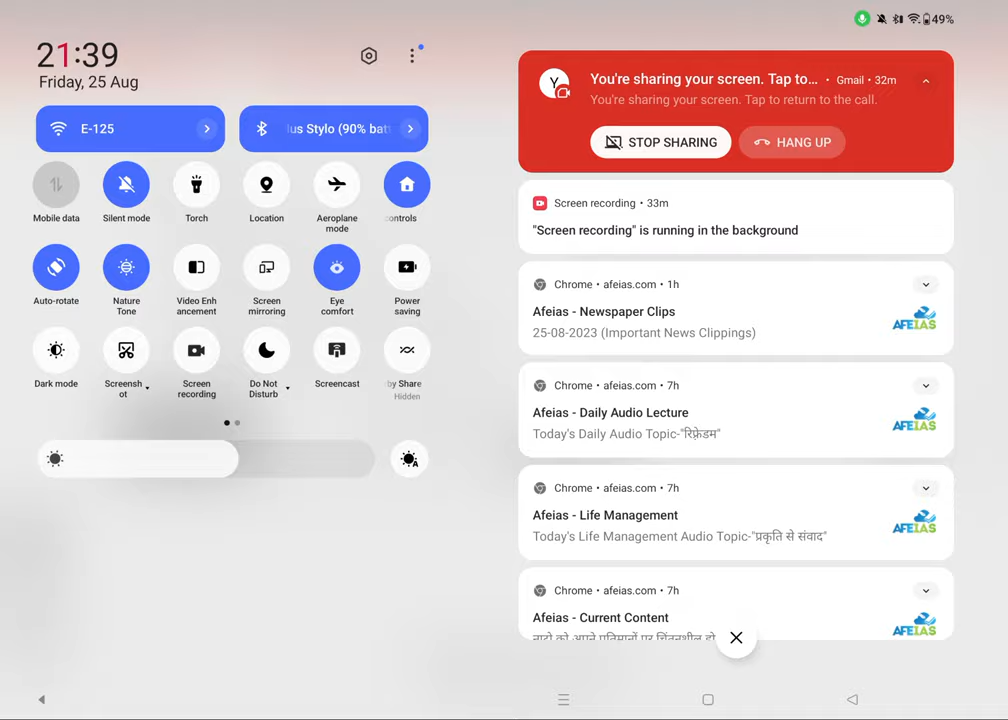 21:39
Friday, 25 Aug
E-125
lus Stylo (90% batt
Mobile data
Silent mode
Torch
Location
Aeroplane
mode
controls
Auto-rotate
Nature
Tone
Video Enh
ancement
Screen
mirroring
Eye
comfort
Power
saving
Dark mode
Screensh
ot
Screen
recording
Do Not
Disturb
Screencast
by Share
Hidden
49%
Y
You're sharing your screen. Tap to… • Gmail • 32m
You're sharing your screen. Tap to return to the call.
STOP SHARING
HANG UP
Screen recording • 33m
"Screen recording" is running in the background
Chrome • afeias.com • 1h
Afeias - Newspaper Clips
25-08-2023 (Important News Clippings)
AFEIAS
Chrome • afeias.com • 7h
Afeias - Daily Audio Lecture
Today's Daily Audio Topic-"रिफ़्रेडम"
AFEIAS
Chrome • afeias.com • 7h
Afeias - Life Management
Today's Life Management Audio Topic-"प्रकृति से संवाद"
AFEIAS
Chrome • afeias.com • 7h
Afeias - Current Content
AFEIAS